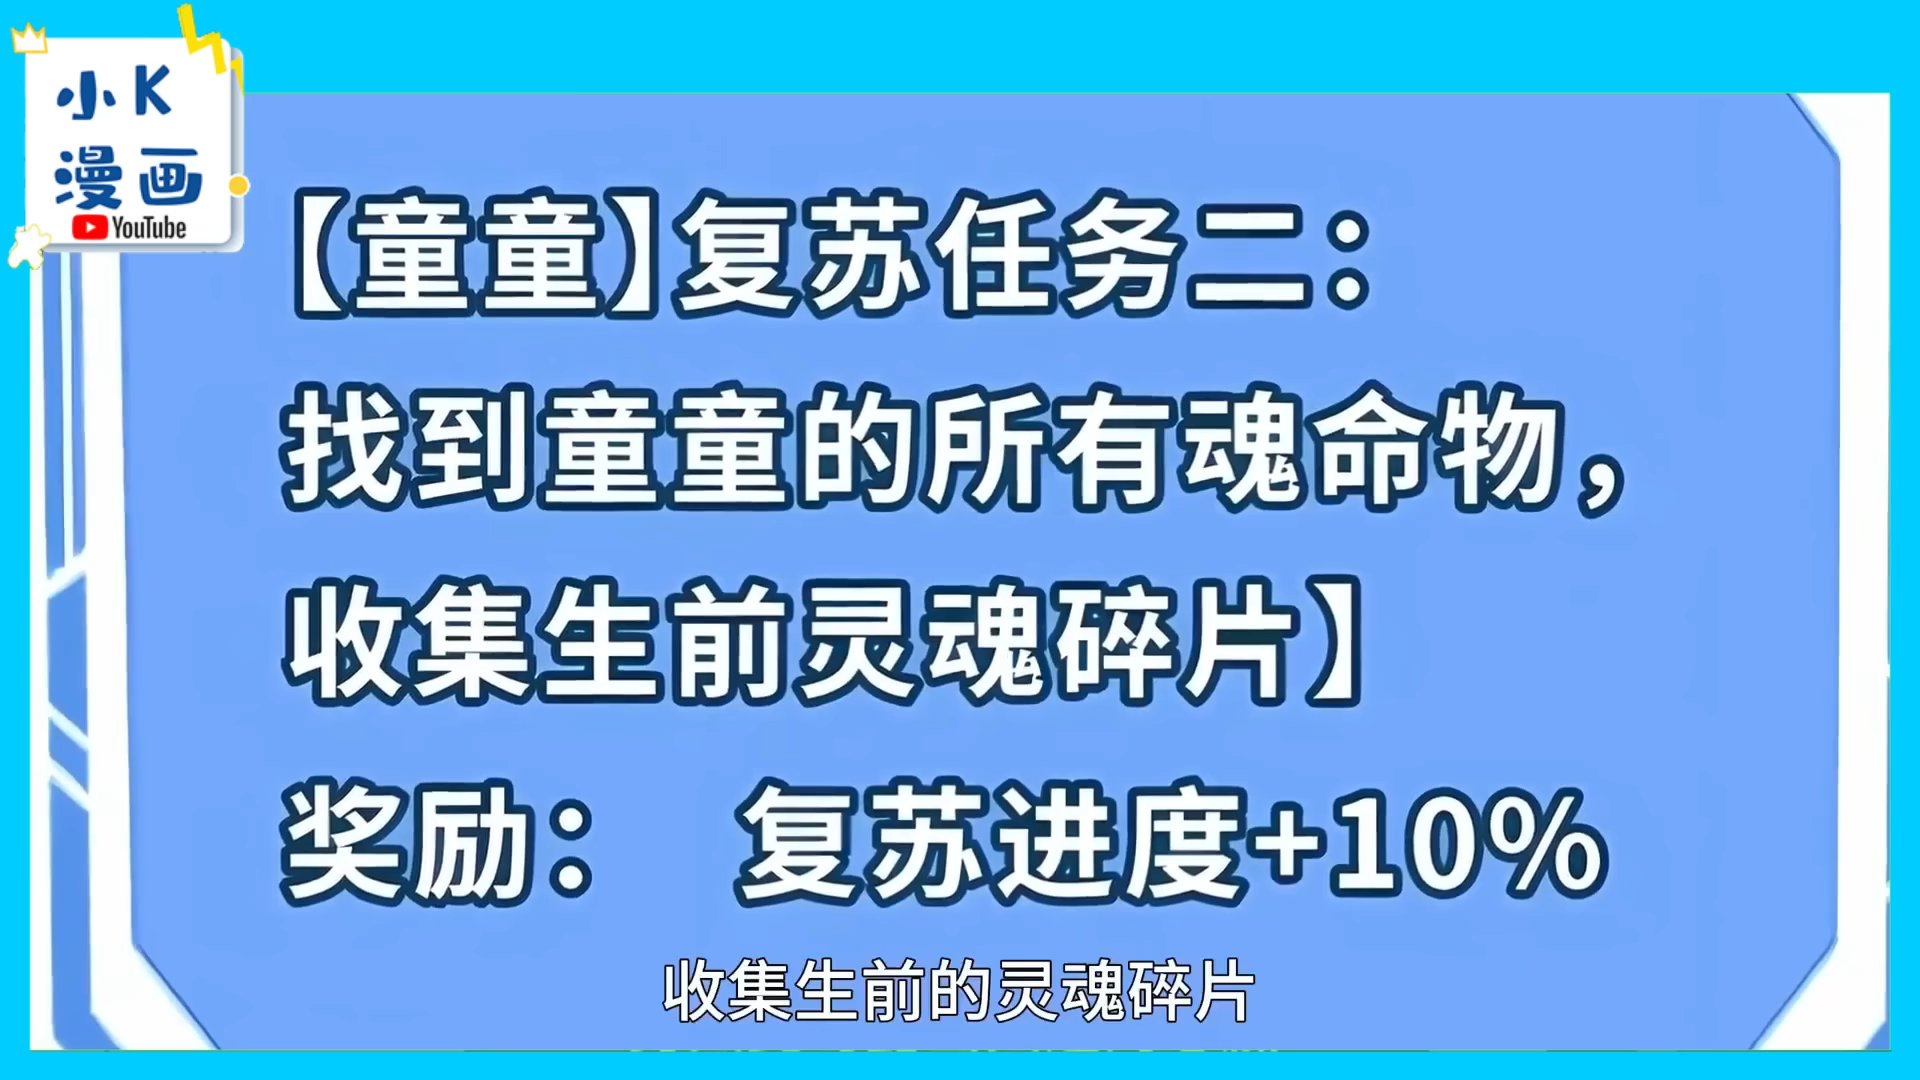 小K
漫画
YouTube
【童童】复苏任务二：
找到童童的所有魂命物，
收集生前灵魂碎片】
奖励： 复苏进度+10%
收集生前的灵魂碎片